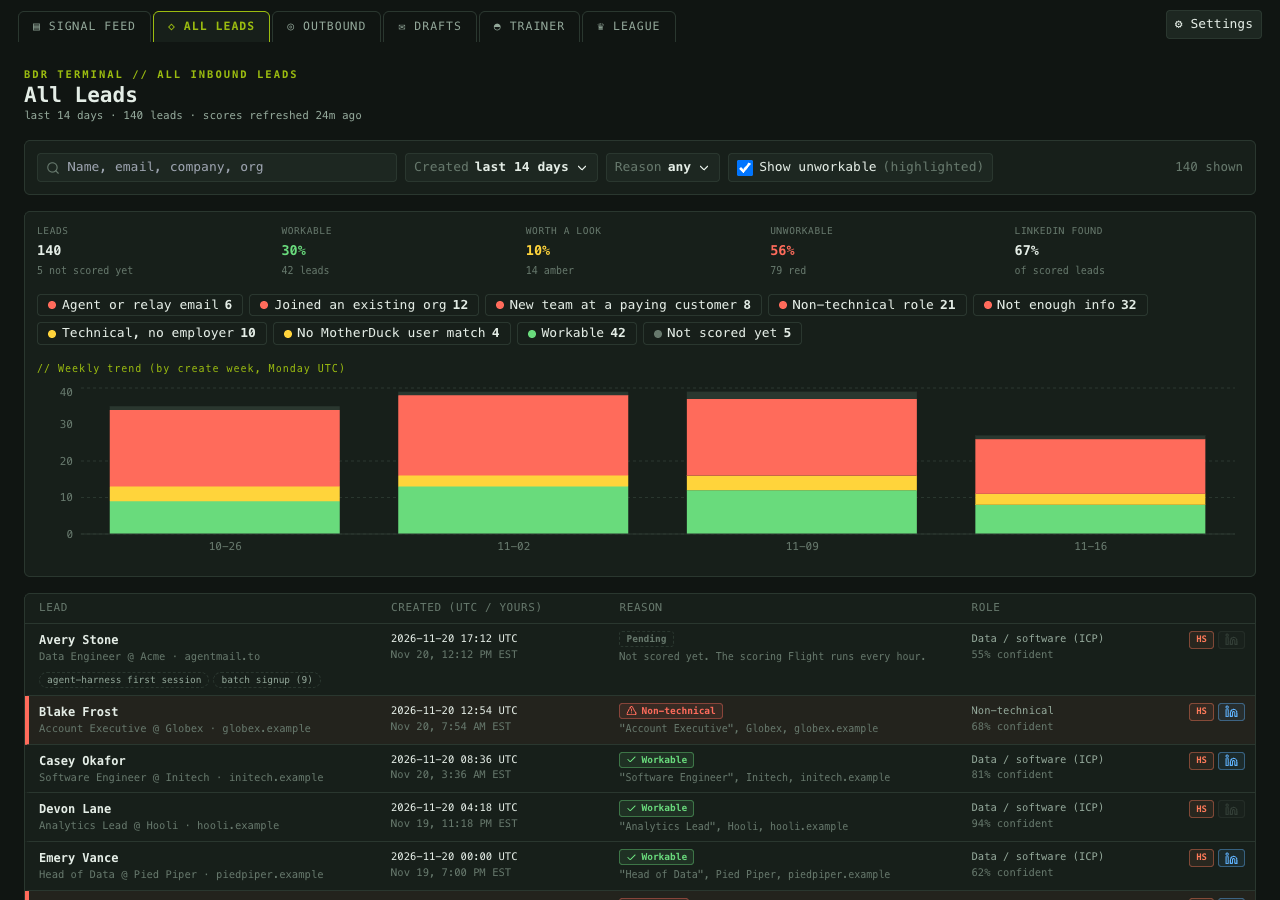 SIGNAL FEED
ALL LEADS
OUTBOUND
DRAFTS
TRAINER
LEAGUE
Settings
BDR TERMINAL // ALL INBOUND LEADS
All Leads
last 14 days · 140 leads · scores refreshed 24m ago
Name, email, company, org
Created last 14 days
Reason any
Show unworkable (highlighted)
140 shown
LEADS
140
5 not scored yet
WORKABLE
30%
42 leads
WORTH A LOOK
10%
14 amber
UNWORKABLE
56%
79 red
LINKEDIN FOUND
67%
of scored leads
Agent or relay email 6
Joined an existing org 12
New team at a paying customer 8
Non-technical role 21
Not enough info 32
Technical, no employer 10
No MotherDuck user match 4
Workable 42
Not scored yet 5
// Weekly trend (by create week, Monday UTC)
40
30
20
10
0
10-26
11-02
11-09
11-16
LEAD
CREATED (UTC / YOURS)
REASON
ROLE
Avery Stone
Data Engineer @ Acme · agentmail.to
agent-harness first session
batch signup (9)
2026-11-20 17:12 UTC
Nov 20, 12:12 PM EST
Pending
Not scored yet. The scoring Flight runs every hour.
Data / software (ICP)
55% confident
HS
in
Blake Frost
Account Executive @ Globex · globex.example
2026-11-20 12:54 UTC
Nov 20, 7:54 AM EST
Non-technical
"Account Executive", Globex, globex.example
Non-technical
68% confident
HS
in
Casey Okafor
Software Engineer @ Initech · initech.example
2026-11-20 08:36 UTC
Nov 20, 3:36 AM EST
Workable
"Software Engineer", Initech, initech.example
Data / software (ICP)
81% confident
HS
in
Devon Lane
Analytics Lead @ Hooli · hooli.example
2026-11-20 04:18 UTC
Nov 19, 11:18 PM EST
Workable
"Analytics Lead", Hooli, hooli.example
Data / software (ICP)
94% confident
HS
in
Emery Vance
Head of Data @ Pied Piper · piedpiper.example
2026-11-20 00:00 UTC
Nov 19, 7:00 PM EST
Workable
"Head of Data", Pied Piper, piedpiper.example
Data / software (ICP)
62% confident
HS
in